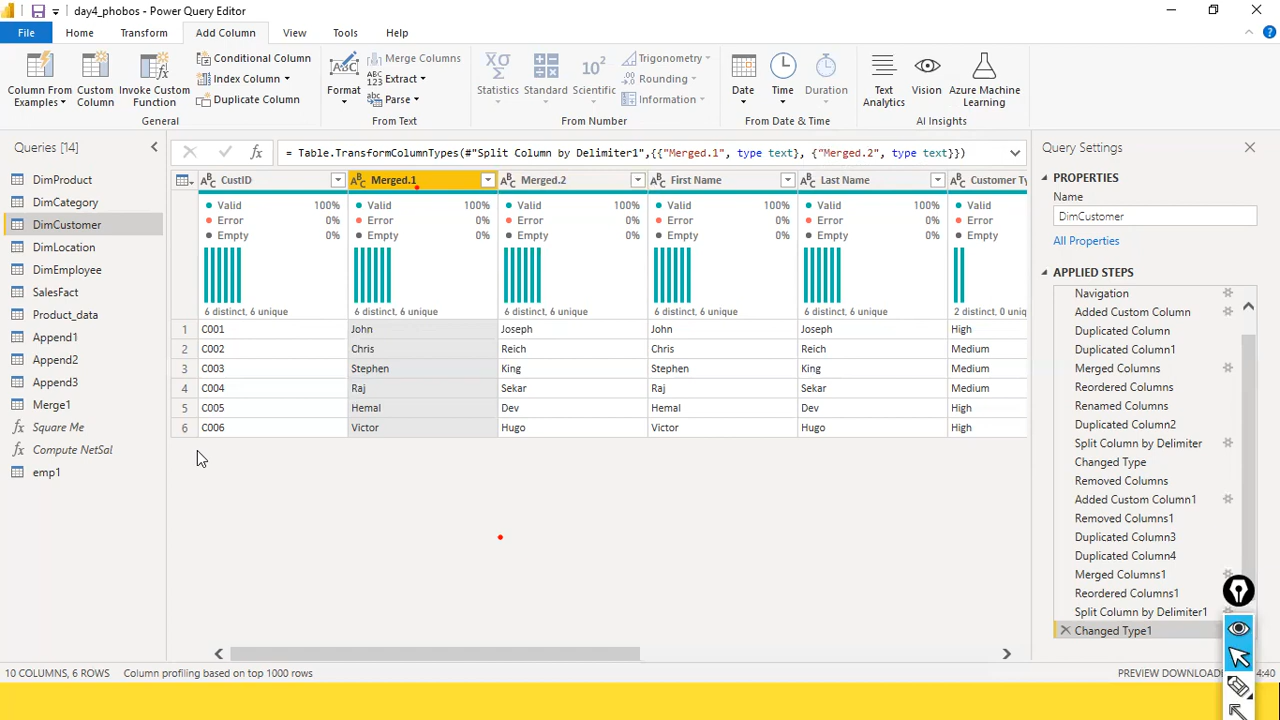 day4_phobos - Power Query Editor
File Home Transform Add Column View Tools Help
Column From Examples
Custom Column
Invoke Custom Function
Conditional Column
Index Column
Duplicate Column
General
Format
Merge Columns
Extract
Parse
From Text
Statistics
Standard
Scientific
Trigonometry
Rounding
Information
From Number
Date
Time
Duration
From Date & Time
Text Analytics
Vision
Azure Machine Learning
AI Insights
Queries [14]
DimProduct
DimCategory
DimCustomer
DimLocation
DimEmployee
SalesFact
Product_data
Append1
Append2
Append3
Merge1
Square Me
Compute NetSal
emp1
= Table.TransformColumnTypes(#"Split Column by Delimiter1",{{"Merged.1", type text}, {"Merged.2", type text}})
CustID Merged.1 Merged.2 First Name Last Name Customer Ty
Valid 100% Valid 100% Valid 100% Valid 100% Valid 100% Valid
Error 0% Error 0% Error 0% Error 0% Error 0% Error
Empty 0% Empty 0% Empty 0% Empty 0% Empty 0% Empty
6 distinct, 6 unique 6 distinct, 6 unique 6 distinct, 6 unique 6 distinct, 6 unique 6 distinct, 6 unique 2 distinct, 0 uniq
1 C001 John Joseph John Joseph High
2 C002 Chris Reich Chris Reich Medium
3 C003 Stephen King Stephen King Medium
4 C004 Raj Sekar Raj Sekar Medium
5 C005 Hemal Dev Hemal Dev High
6 C006 Victor Hugo Victor Hugo High
Query Settings
PROPERTIES
Name
DimCustomer
All Properties
APPLIED STEPS
Navigation
Added Custom Column
Duplicated Column
Duplicated Column1
Merged Columns
Reordered Columns
Renamed Columns
Duplicated Column2
Split Column by Delimiter
Changed Type
Removed Columns
Added Custom Column1
Removed Columns1
Duplicated Column3
Duplicated Column4
Merged Columns1
Reordered Columns1
Split Column by Delimiter1
Changed Type1
10 COLUMNS, 6 ROWS Column profiling based on top 1000 rows
PREVIEW DOWNLOADE 4:40